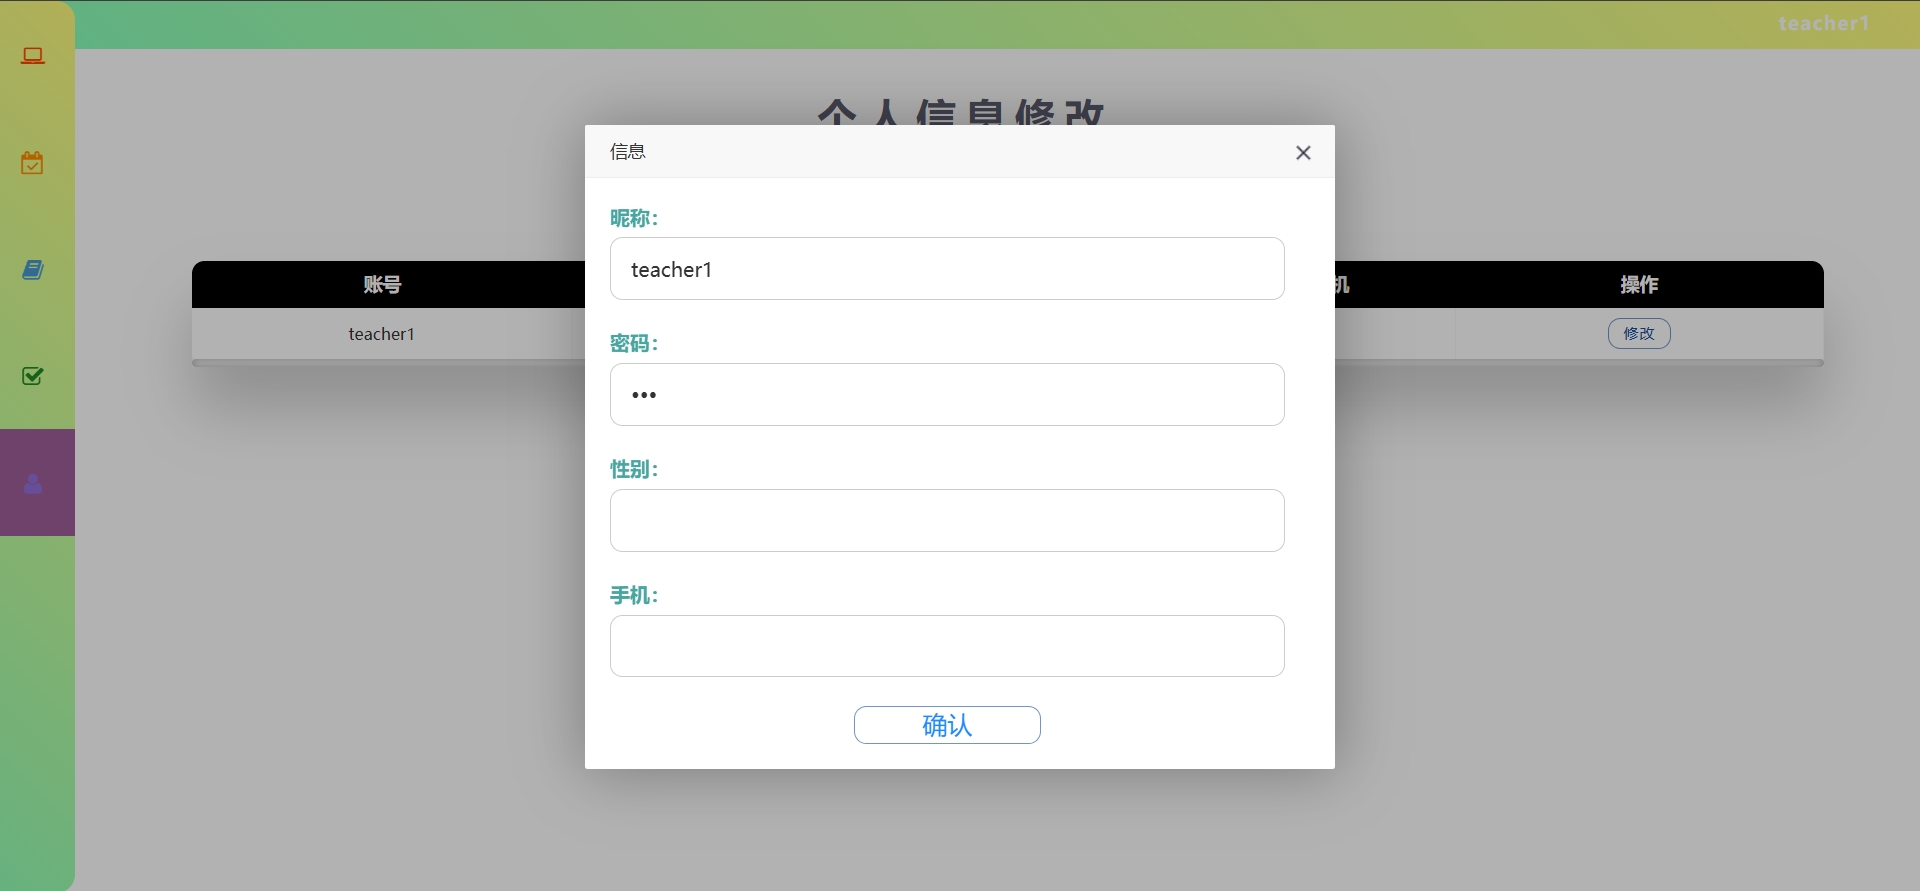 teacher1
个人信息修改
信息
昵称：
teacher1
密码：
•••
性别：
手机：
确认
账号
机
操作
teacher1
修改